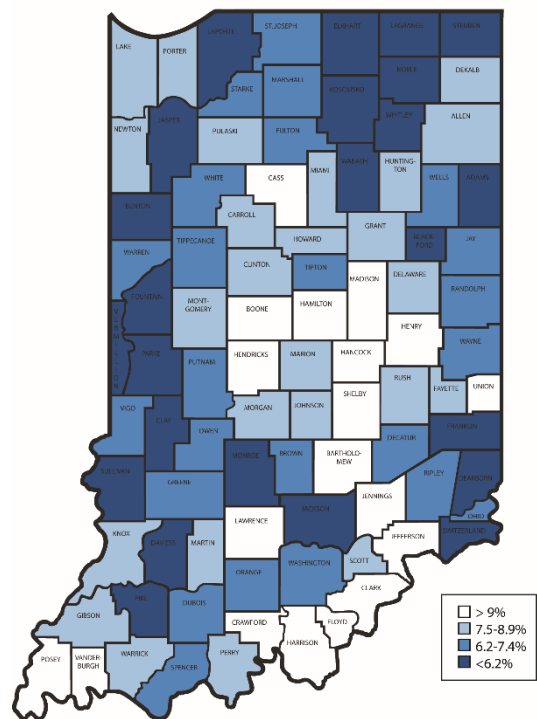 LAKE
PORTER
LAPORTE
ST.JOSEPH
ELKHART
LAGRANGE
STEUBEN
NOBLE
DEKALB
STARKE
MARSHALL
KOSCIUSKO
WHITLEY
ALLEN
NEWTON
JASPER
PULASKI
FULTON
WABASH
HUNTING-
TON
MIAMI
CASS
WHITE
WELLS
ADAMS
BENTON
CARROLL
GRANT
BLACK
FORD
JAY
HOWARD
WARREN
TIPPECANOE
CLINTON
TIPTON
MADISON
DELAWARE
RANDOLPH
FOUNTAIN
MONT-
GOMERY
BOONE
HAMILTON
HENRY
WAYNE
VERMILLION
PARKE
PUTNAM
HENDRICKS
MARION
HANCOCK
RUSH
FAYETTE
UNION
SHELBY
MORGAN
JOHNSON
VIGO
CLAY
OWEN
FRANKLIN
DECATUR
MONROE
BROWN
BARTHOLO-
MEW
SULLIVAN
GREENE
RIPLEY
DEARBORN
JENNINGS
OHIO
JACKSON
LAWRENCE
JEFFERSON
SWITZERLAND
KNOX
DAVIESS
MARTIN
SCOTT
WASHINGTON
ORANGE
CLARK
PIKE
DUBOIS
GIBSON
CRAWFORD
FLOYD
HARRISON
POSEY
VANDER-
BURGH
WARRICK
PERRY
SPENCER
> 9%
7.5-8.9%
6.2-7.4%
<6.2%